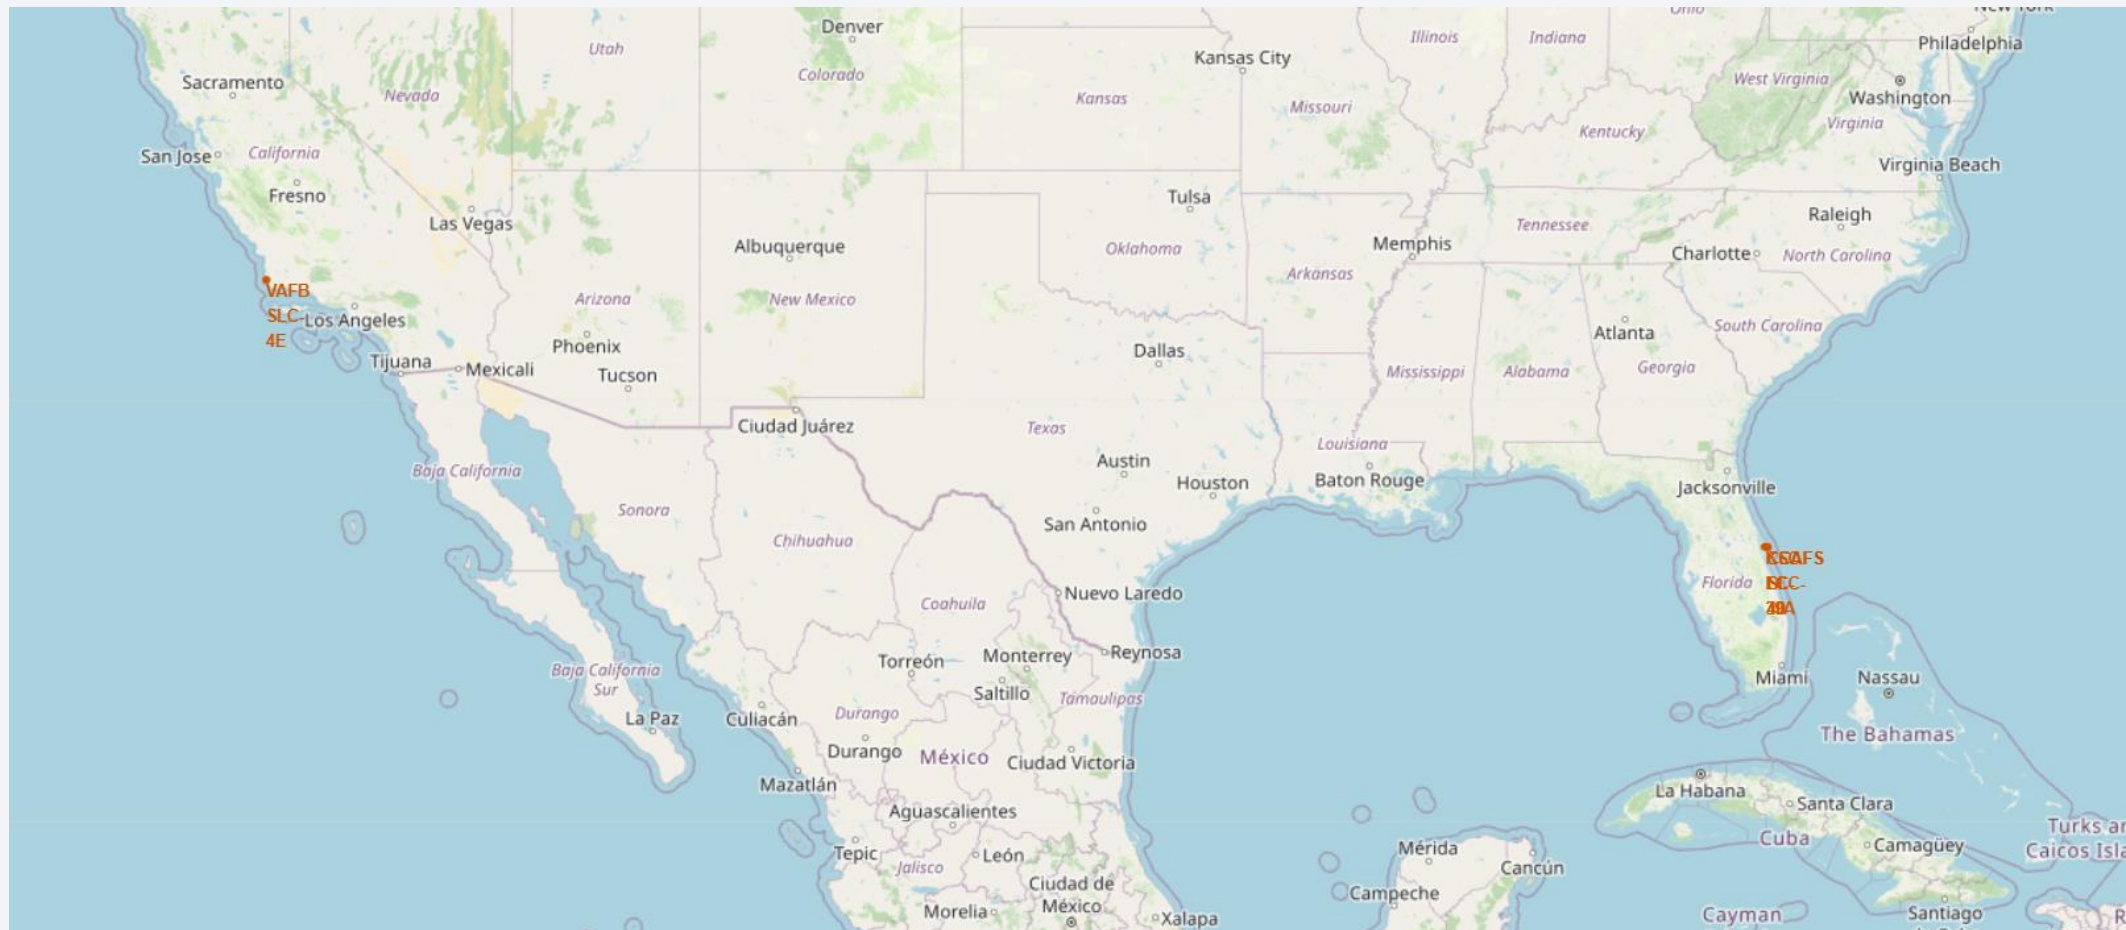 New York
Ohio
Denver
Philadelphia
Illinois
Indiana
Utah
Kansas City
Colorado
West Virginia
Sacramento
Nevada
Kansas
Washington
Missouri
Virginia
Kentucky
San Jose
California
Virginia Beach
Fresno
Tulsa
Raleigh
Las Vegas
Tennessee
Albuquerque
Oklahoma
Memphis
Charlotte
North Carolina
Arkansas
VAFB
SLC-
4E
Arizona
New Mexico
Los Angeles
South Carolina
Atlanta
Phoenix
Dallas
Tijuana
Mexicali
Tucson
Mississippi
Alabama
Georgia
Ciudad Juárez
Texas
Louisiana
Austin
Baja California
Houston
Baton Rouge
Jacksonville
Sonora
San Antonio
Chihuahua
Florida
Nuevo Laredo
Coahuila
Torreón
Monterrey
Reynosa
Baja California
Sur
Saltillo
Tamaulipas
Miami
Nassau
La Paz
Culiacán
Durango
The Bahamas
Durango
México
Ciudad Victoria
Mazatlán
La Habana
Santa Clara
Aguascalientes
Turks ar
Caicos Isla
Cuba
Camagüey
Tepic
Jalisco
León
Mérida
Cancún
Ciudad de
México
Campeche
Morelia
Xalapa
Cayman
Santiago